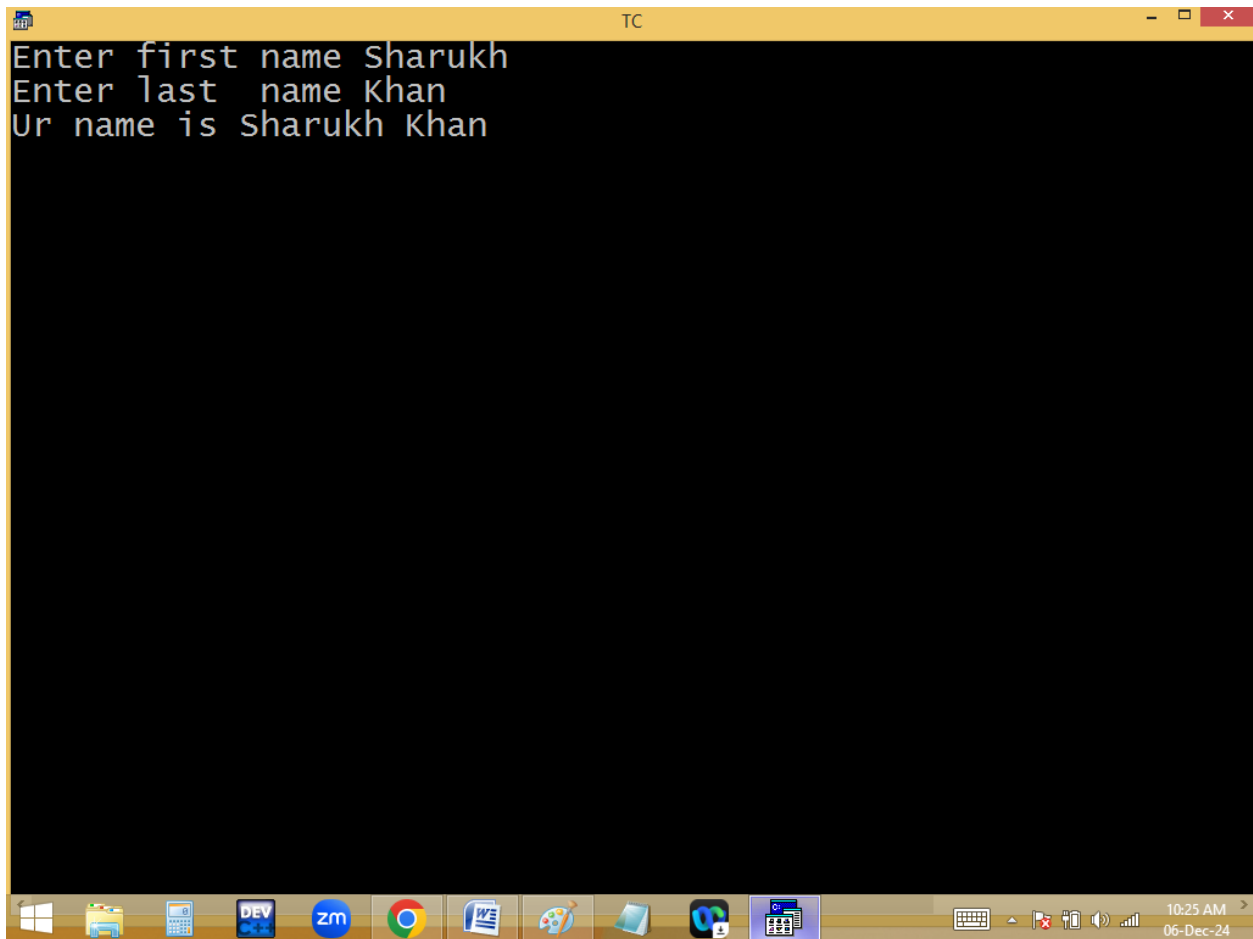 TC
Enter first name Sharukh
Enter last  name Khan
Ur name is Sharukh Khan
DEV
C++
zm
10:25 AM
06-Dec-24